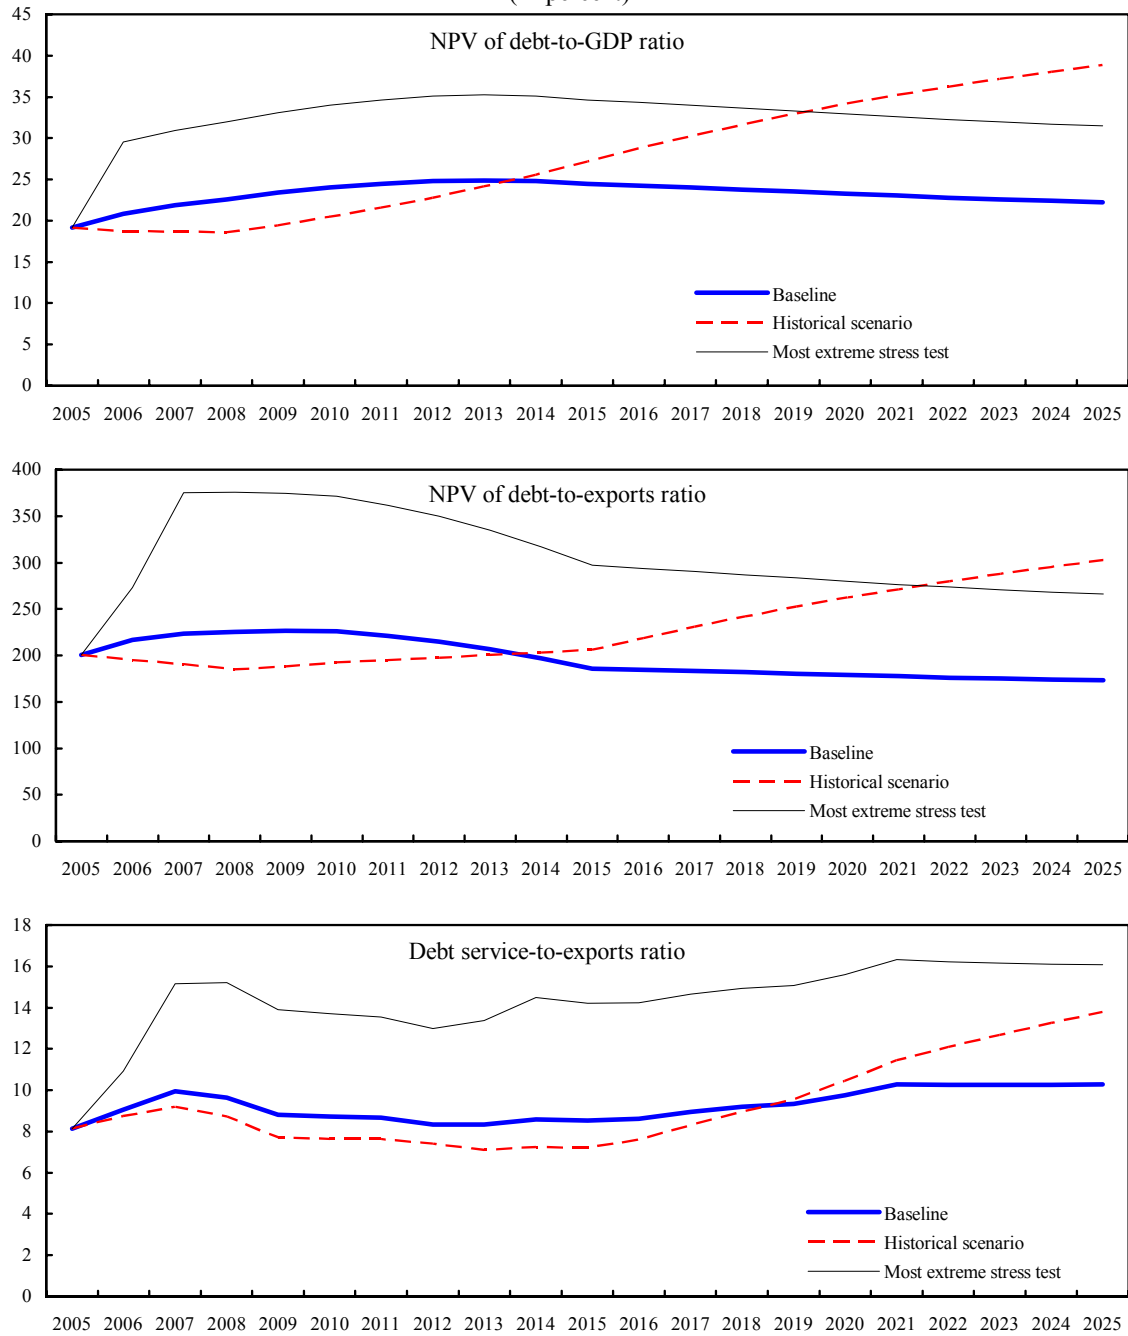 NPV of debt-to-GDP ratio
45
40
35
30
25
20
15
10
5
0
Baseline
Historical scenario
Most extreme stress test
2005 2006 2007 2008 2009 2010 2011 2012 2013 2014 2015 2016 2017 2018 2019 2020 2021 2022 2023 2024 2025
NPV of debt-to-exports ratio
400
350
300
250
200
150
100
50
0
Baseline
Historical scenario
Most extreme stress test
2005 2006 2007 2008 2009 2010 2011 2012 2013 2014 2015 2016 2017 2018 2019 2020 2021 2022 2023 2024 2025
Debt service-to-exports ratio
18
16
14
12
10
8
6
4
2
0
Baseline
Historical scenario
Most extreme stress test
2005 2006 2007 2008 2009 2010 2011 2012 2013 2014 2015 2016 2017 2018 2019 2020 2021 2022 2023 2024 2025